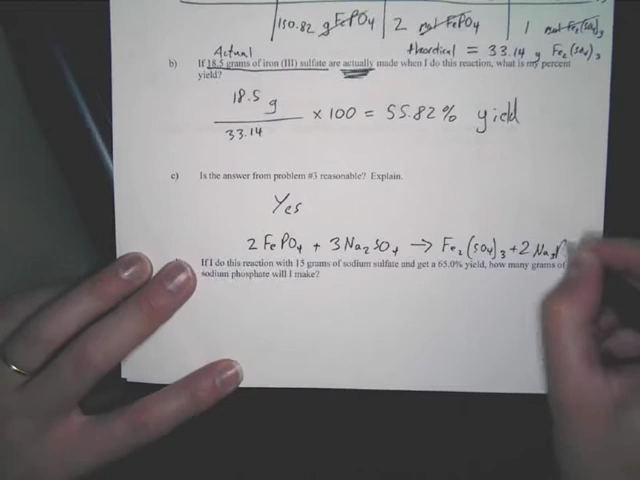 150.82 g FePO4 2 mol FePO4 1 mol Fe2(SO4)3
Actual theoretical = 33.14 g Fe2(SO4)3
b) If 18.5 grams of iron (III) sulfate are actually made when I do this reaction, what is my percent
yield?
18.5 g
33.14
× 100 = 55.82% yield
c) Is the answer from problem #3 reasonable? Explain.
Yes
2 FePO4 + 3 Na2SO4 → Fe2(SO4)3 + 2 Na3
If I do this reaction with 15 grams of sodium sulfate and get a 65.0% yield, how many grams of
sodium phosphate will I make?